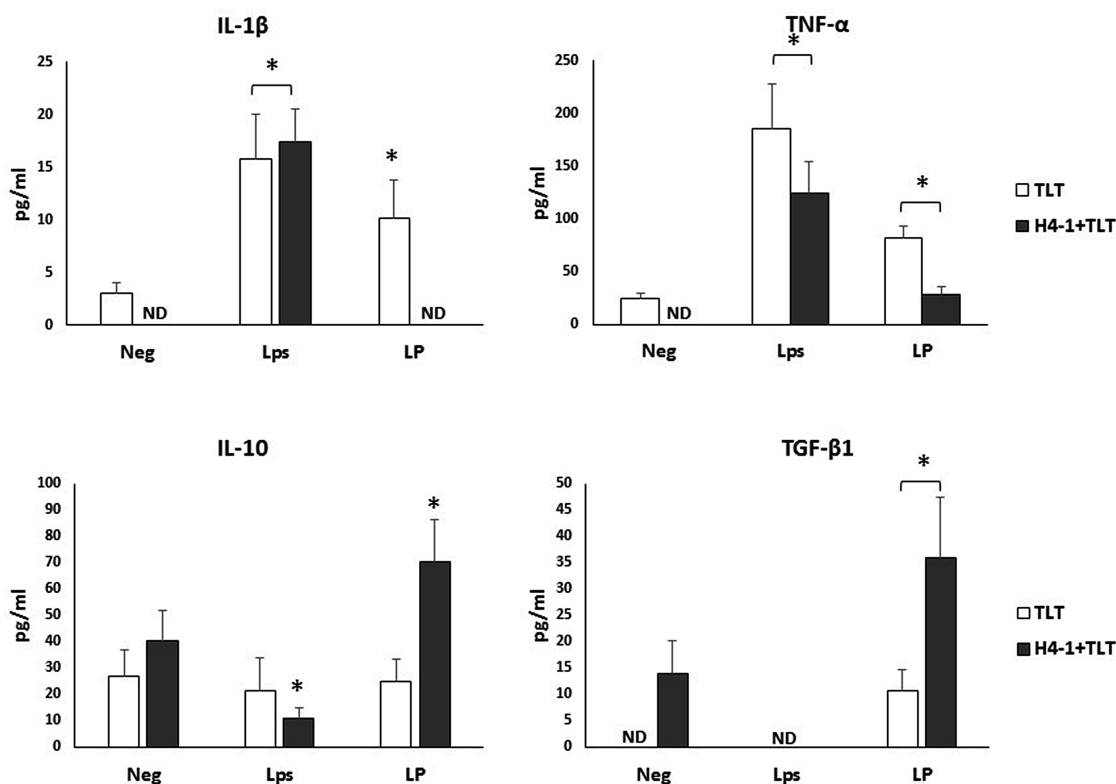 IL-1β
25
20
15
10
5
0
pg/ml
*
*
ND
ND
Neg Lps LP
TNF-α
250
200
150
100
50
0
pg/ml
*
*
ND
Neg Lps LP
TLT
H4-1+TLT
IL-10
100
90
80
70
60
50
40
30
20
10
0
pg/ml
*
*
Neg Lps LP
TGF-β1
50
45
40
35
30
25
20
15
10
5
0
pg/ml
*
ND
ND
Neg Lps LP
TLT
H4-1+TLT